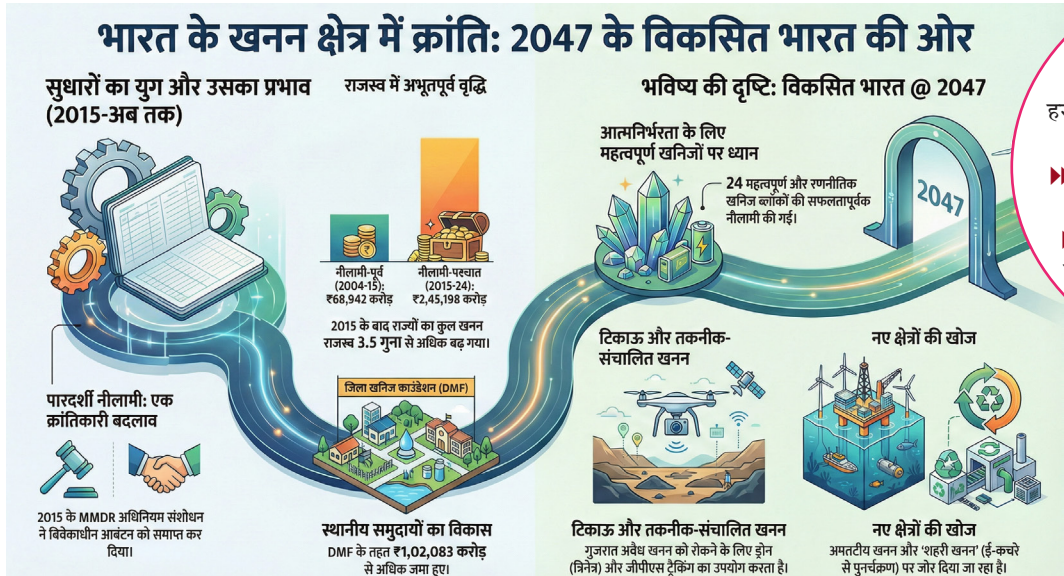 भारत के खनन क्षेत्र में क्रांति: 2047 के विकसित भारत की ओर
सुधारों का युग और उसका प्रभाव
(2015-अब तक)
राजस्व में अभूतपूर्व वृद्धि
नीलामी-पूर्व
(2004-15):
₹68,942 करोड़
नीलामी-पश्चात
(2015-24):
₹2,45,198 करोड़
2015 के बाद राज्यों का कुल खनन
राजस्व 3.5 गुना से अधिक बढ़ गया।
पारदर्शी नीलामी: एक
क्रांतिकारी बदलाव
2015 के MMDR अधिनियम संशोधन
ने बिवेकाधीन आबंटन को समाप्त कर
दिया।
जिला खनिज काउंडेशन (DMF)
स्थानीय समुदायों का विकास
DMF के तहत ₹1,02,083 करोड़
से अधिक जमा हुए।
भविष्य की दृष्टि: विकसित भारत @ 2047
आत्मनिर्भरता के लिए
महत्वपूर्ण खनिजों पर ध्यान
24 महत्वपूर्ण और रणनीतिक
खनिज ब्लॉकों की सफलतापूर्वक
नीलामी की गई।
2047
टिकाऊ और तकनीक-
संचालित खनन
टिकाऊ और तकनीक-संचालित खनन
गुजरात अवैध खनन को रोकने के लिए ड्रोन
(त्रिनेत्र) और जीपीएस ट्रैकिंग का उपयोग करता है।
नए क्षेत्रों की खोज
नए क्षेत्रों की खोज
अमतटीय खनन और 'शहरी खनन' (ई-कचरे
से पुनर्चक्रण) पर जोर दिया जा रहा है।